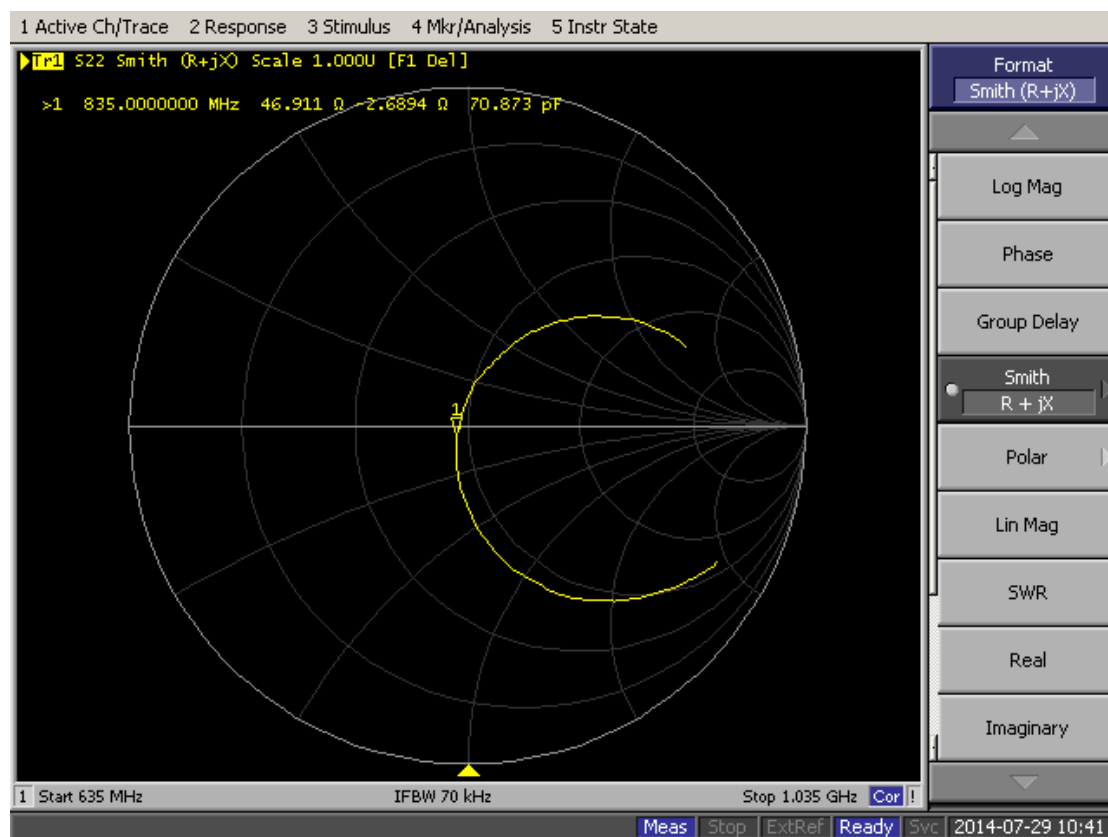 1 Active Ch/Trace 2 Response 3 Stimulus 4 Mkr/Analysis 5 Instr State
Tr1 S22 Smith (R+jX) Scale 1.000U [F1 Del]
>1 835.0000000 MHz 46.911 Ω -2.6894 Ω 70.873 pF
1
Format
Smith (R+jX)
Log Mag
Phase
Group Delay
Smith
R + jX
Polar
Lin Mag
SWR
Real
Imaginary
1 Start 635 MHz IFBW 70 kHz Stop 1.035 GHz Cor !
Meas Stop ExtRef Ready Svc 2014-07-29 10:41